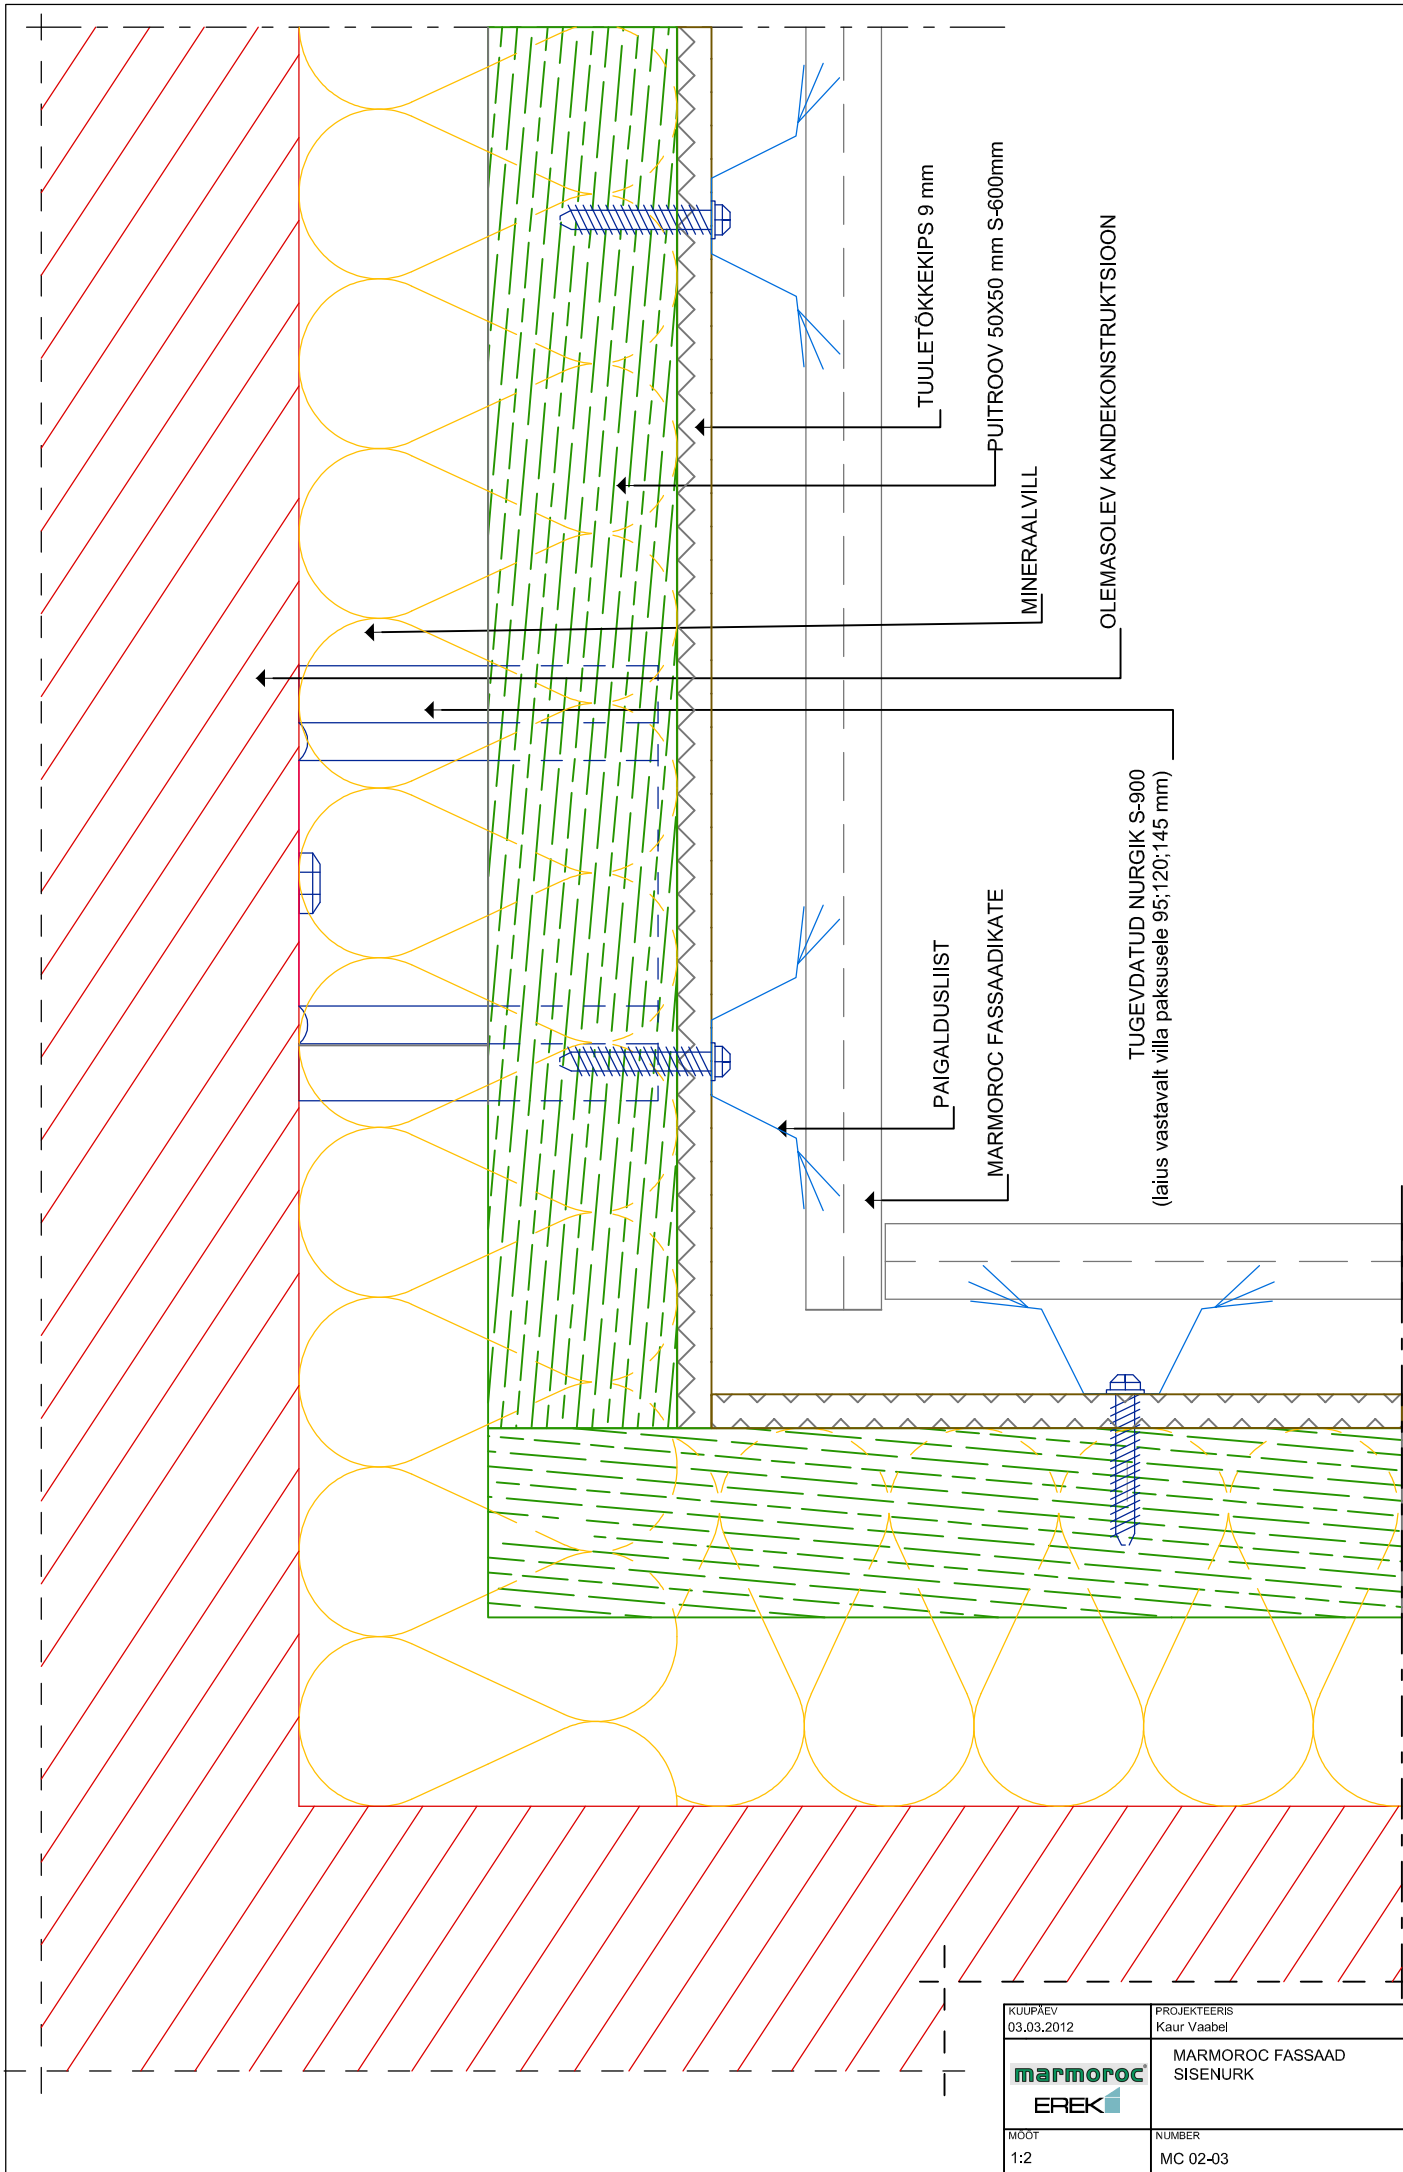 TUULETÕKKEKIPS 9 mm
PUITROOV 50X50 mm S-600mm
MINERAALVILL
OLEMASOLEV KANDEKONSTRUKTSIOON
PAIGALDUSLIIST
MARMOROC FASSAADIKATE
TUGEVDATUD NURGIK S-900
(laius vastavalt villa paksusele 95;120;145 mm)
KUUPÄEV
03.03.2012
PROJEKTEERIS
Kaur Vaabel
marmoroc®
EREK
MARMOROC FASSAAD
SISENURK
MÕÕT
1:2
NUMBER
MC 02-03